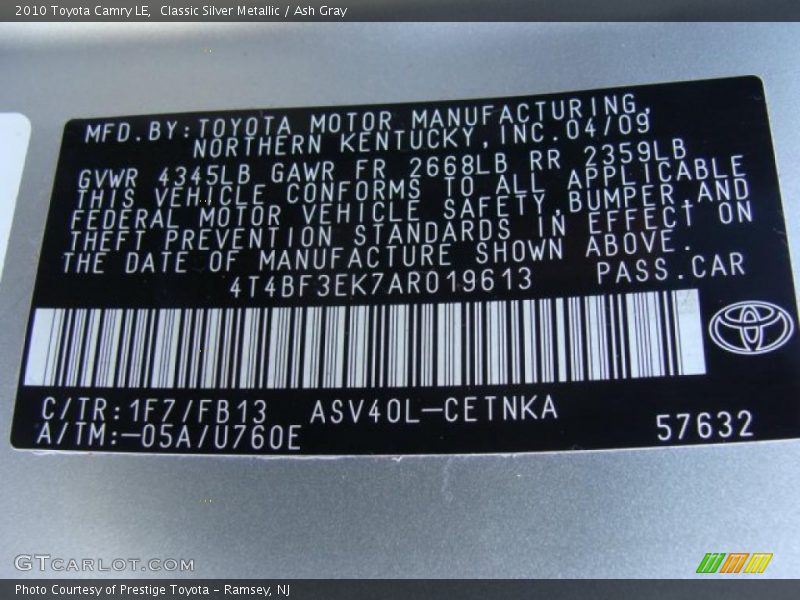 2010 Toyota Camry LE,  Classic Silver Metallic / Ash Gray
MFD.BY:TOYOTA MOTOR MANUFACTURING,
NORTHERN KENTUCKY,INC.04/09
GVWR 4345LB GAWR FR 2668LB RR 2359LB
THIS VEHICLE CONFORMS TO ALL APPLICABLE
FEDERAL MOTOR VEHICLE SAFETY,BUMPER,AND
THEFT PREVENTION STANDARDS IN EFFECT ON
THE DATE OF MANUFACTURE SHOWN ABOVE.
4T4BF3EK7AR019613 PASS.CAR
C/TR:1F7/FB13 ASV40L-CETNKA
A/TM:-05A/U760E 57632
GTCARLOT.COM
Photo Courtesy of Prestige Toyota - Ramsey, NJ